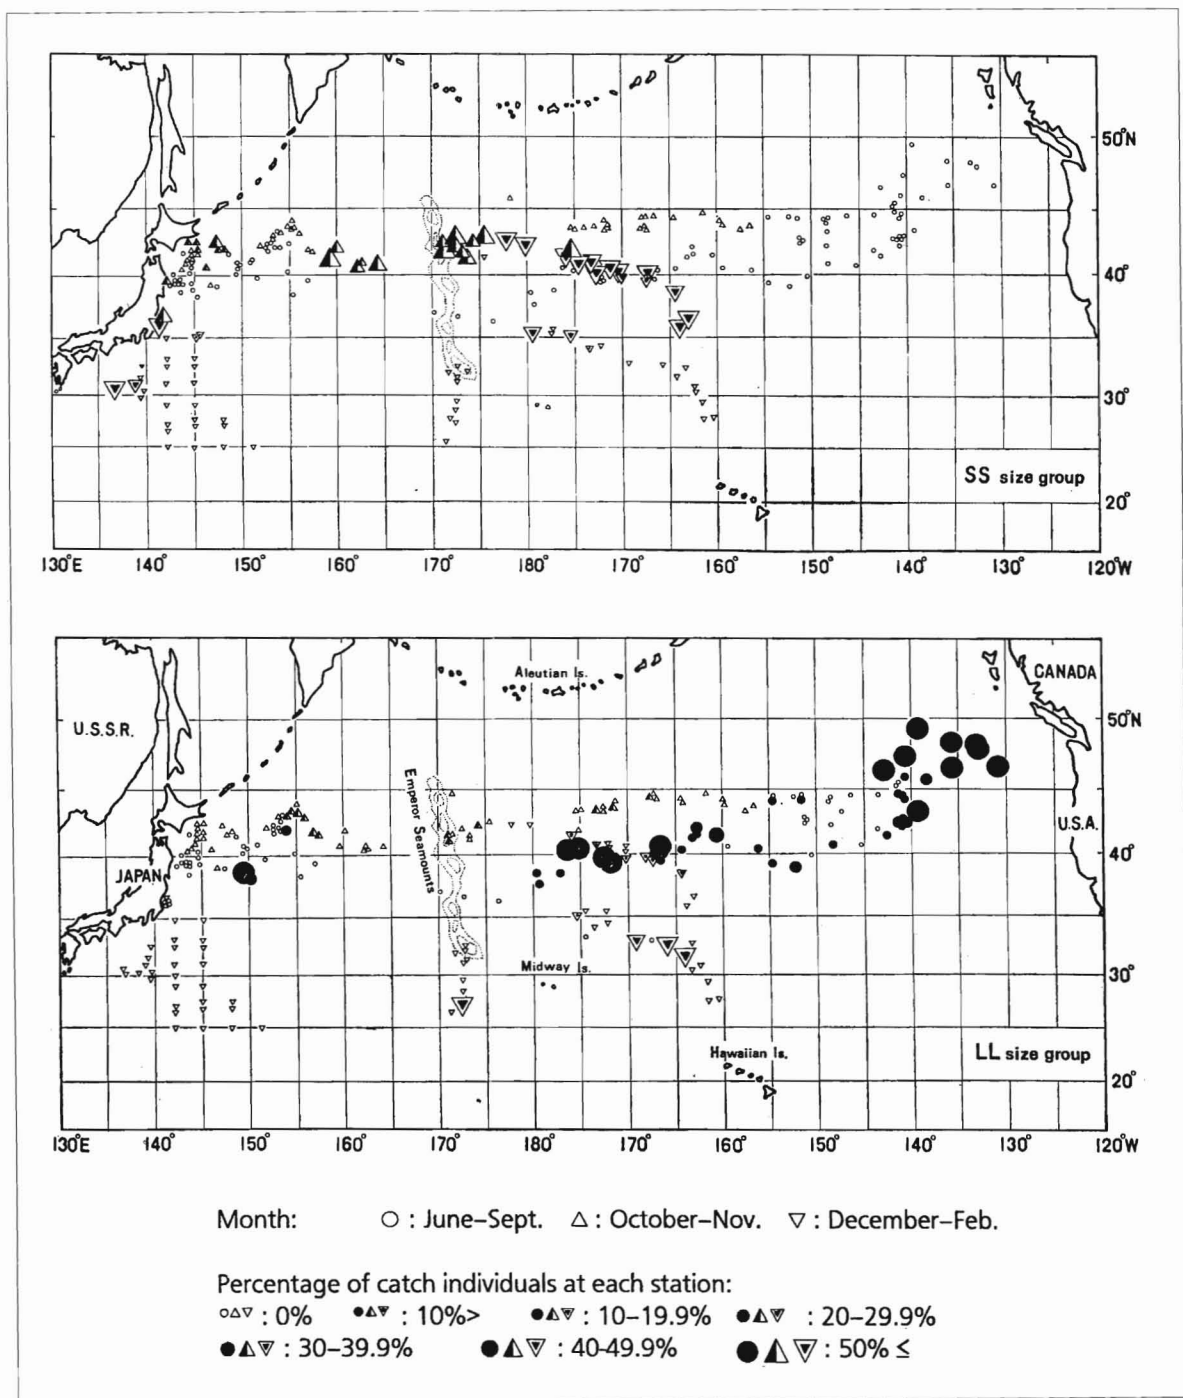 50°N
40°
30°
SS size group
20°
130°E 140° 150° 160° 170° 180° 170° 160° 150° 140° 130° 120°W
CANADA
Aleutian Is.
U.S.S.R.
50°N
Emperor Seamounts
U.S.A.
40°
JAPAN
Midway Is.
30°
Hawaiian Is.
LL size group
20°
130°E 140° 150° 160° 170° 180° 170° 160° 150° 140° 130° 120°W
Month: ○ : June–Sept. △ : October–Nov. ▽ : December–Feb.
Percentage of catch individuals at each station:
○△▽ : 0% ●▲▼ : 10%> ●▲▼ : 10–19.9% ●▲▼ : 20–29.9%
●▲▼ : 30–39.9% ●▲▼ : 40-49.9% ●▲▼ : 50% ≤